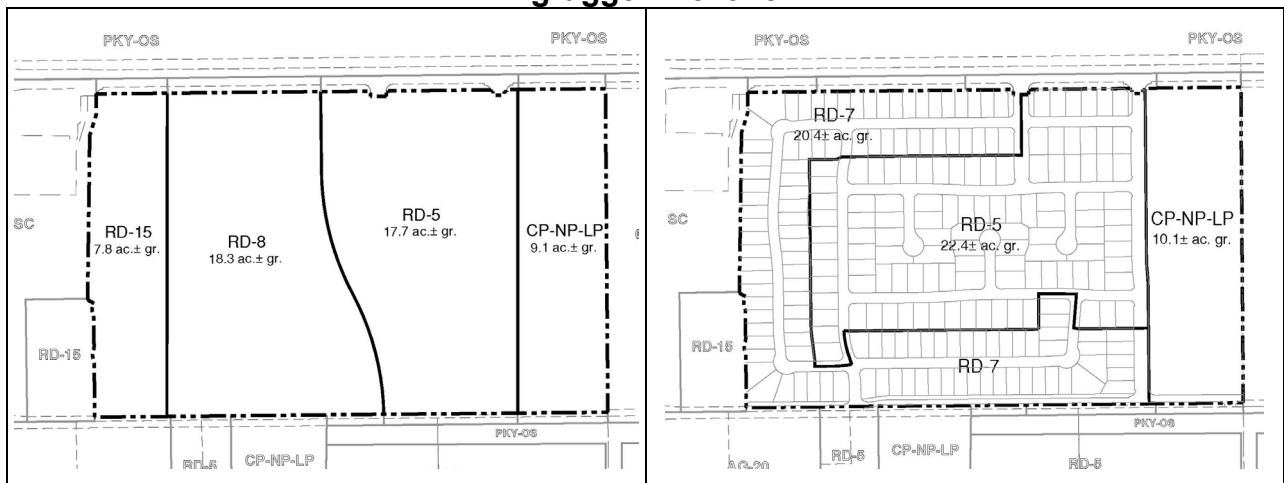 PKY-OS
PKY-OS
SC
RD-15
7.8 ac.± gr.
RD-8
18.3 ac.± gr.
RD-5
17.7 ac.± gr.
CP-NP-LP
9.1 ac.± gr.
RD-15
PKY-OS
RD-5
CP-NP-LP
PKY-OS
PKY-OS
RD-7
20.4± ac. gr.
SC
RD-5
22.4± ac. gr.
CP-NP-LP
10.1± ac. gr.
RD-15
RD-7
PKY-OS
AG-20
RD-5
CP-NP-LP
RD-5